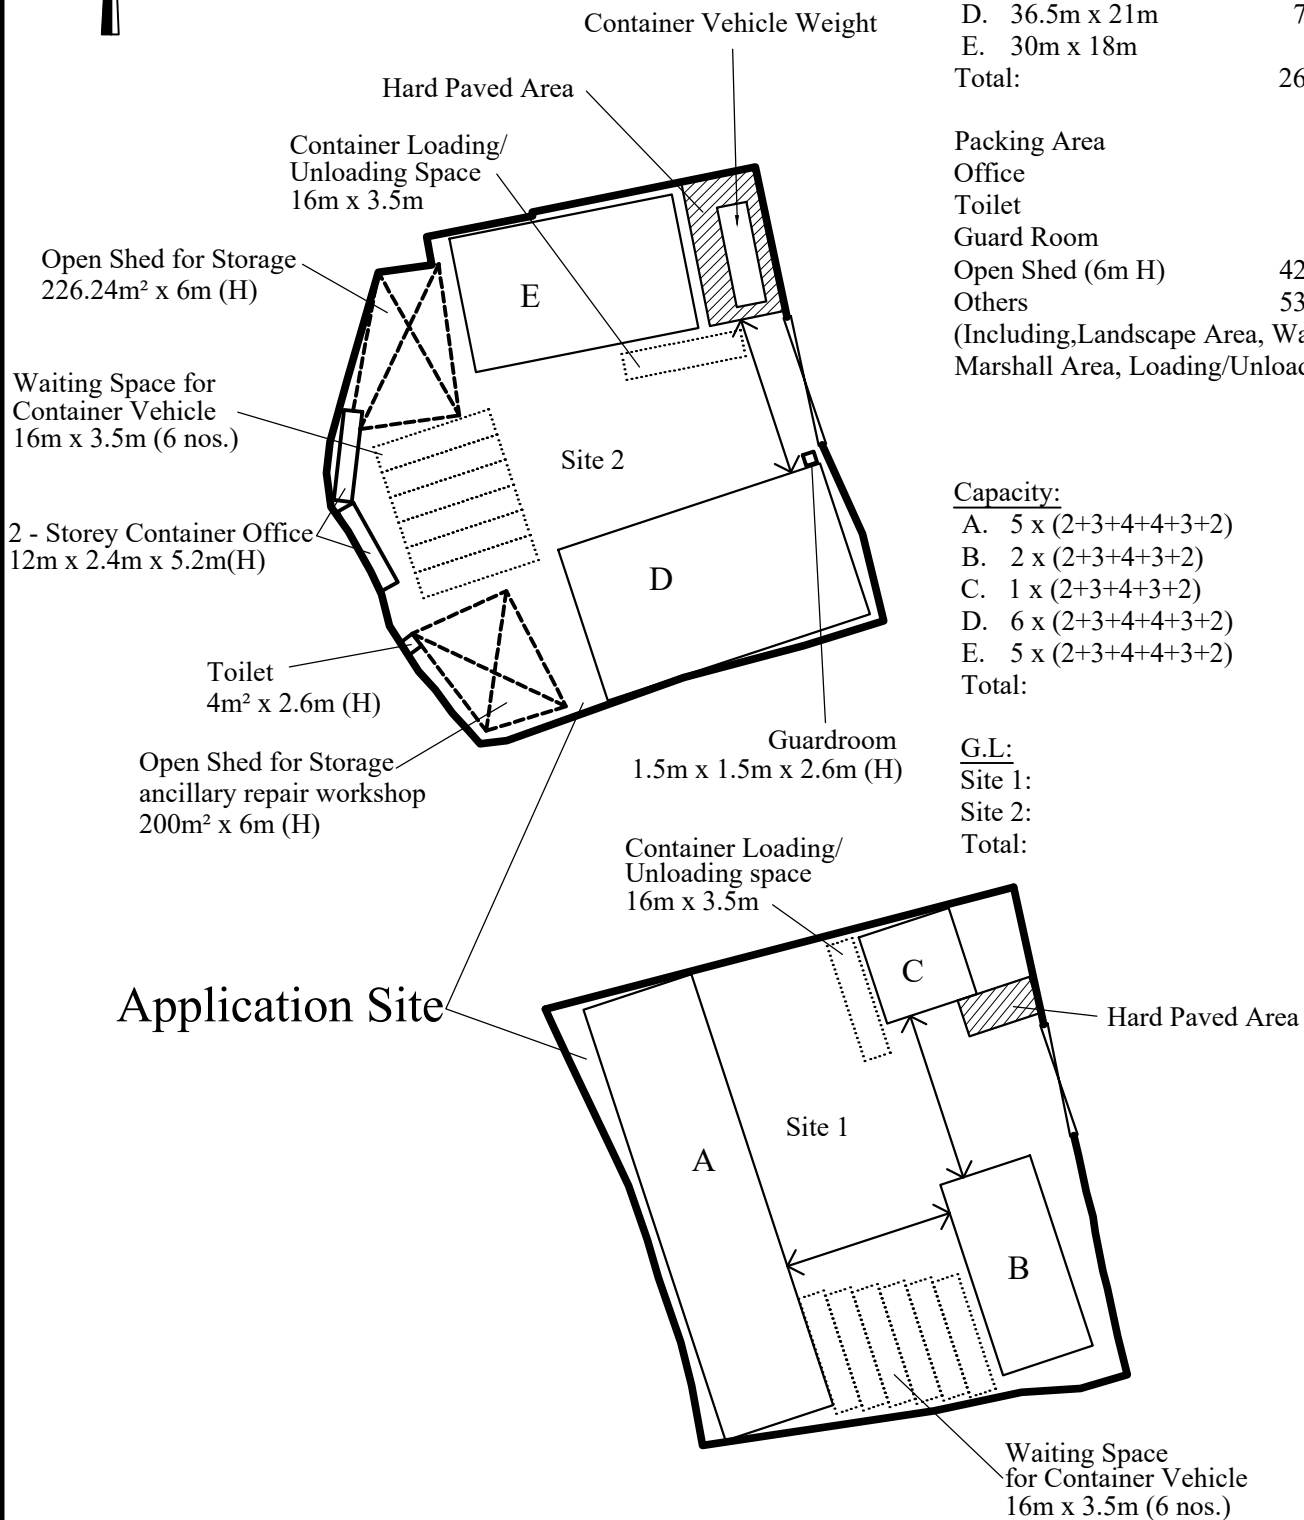 Container Vehicle Weight
Hard Paved Area
Container Loading/
Unloading Space
16m x 3.5m
Open Shed for Storage
226.24m² x 6m (H)
Waiting Space for
Container Vehicle
16m x 3.5m (6 nos.)
2 - Storey Container Office
12m x 2.4m x 5.2m(H)
E
Site 2
D
Toilet
4m² x 2.6m (H)
Open Shed for Storage
ancillary repair workshop
200m² x 6m (H)
Guardroom
1.5m x 1.5m x 2.6m (H)
D. 36.5m x 21m 7
E. 30m x 18m
Total: 26
Packing Area
Office
Toilet
Guard Room
Open Shed (6m H) 42
Others 53
(Including,Landscape Area, Wa
Marshall Area, Loading/Unload
Capacity:
A. 5 x (2+3+4+4+3+2)
B. 2 x (2+3+4+3+2)
C. 1 x (2+3+4+3+2)
D. 6 x (2+3+4+4+3+2)
E. 5 x (2+3+4+4+3+2)
Total:
G.L:
Site 1:
Site 2:
Total:
Container Loading/
Unloading space
16m x 3.5m
Application Site
C
Hard Paved Area
Site 1
A
B
Waiting Space
for Container Vehicle
16m x 3.5m (6 nos.)